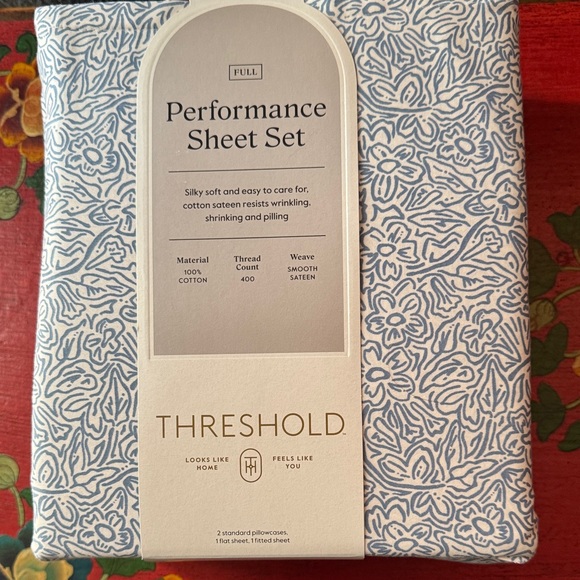 FULL
Performance
Sheet Set
Silky soft and easy to care for,
cotton sateen resists wrinkling,
shrinking and pilling
Material
100%
COTTON
Thread
Count
400
Weave
SMOOTH
SATEEN
THRESHOLD™
LOOKS LIKE
HOME
FEELS LIKE
YOU
2 standard pillowcases,
1 flat sheet, 1 fitted sheet